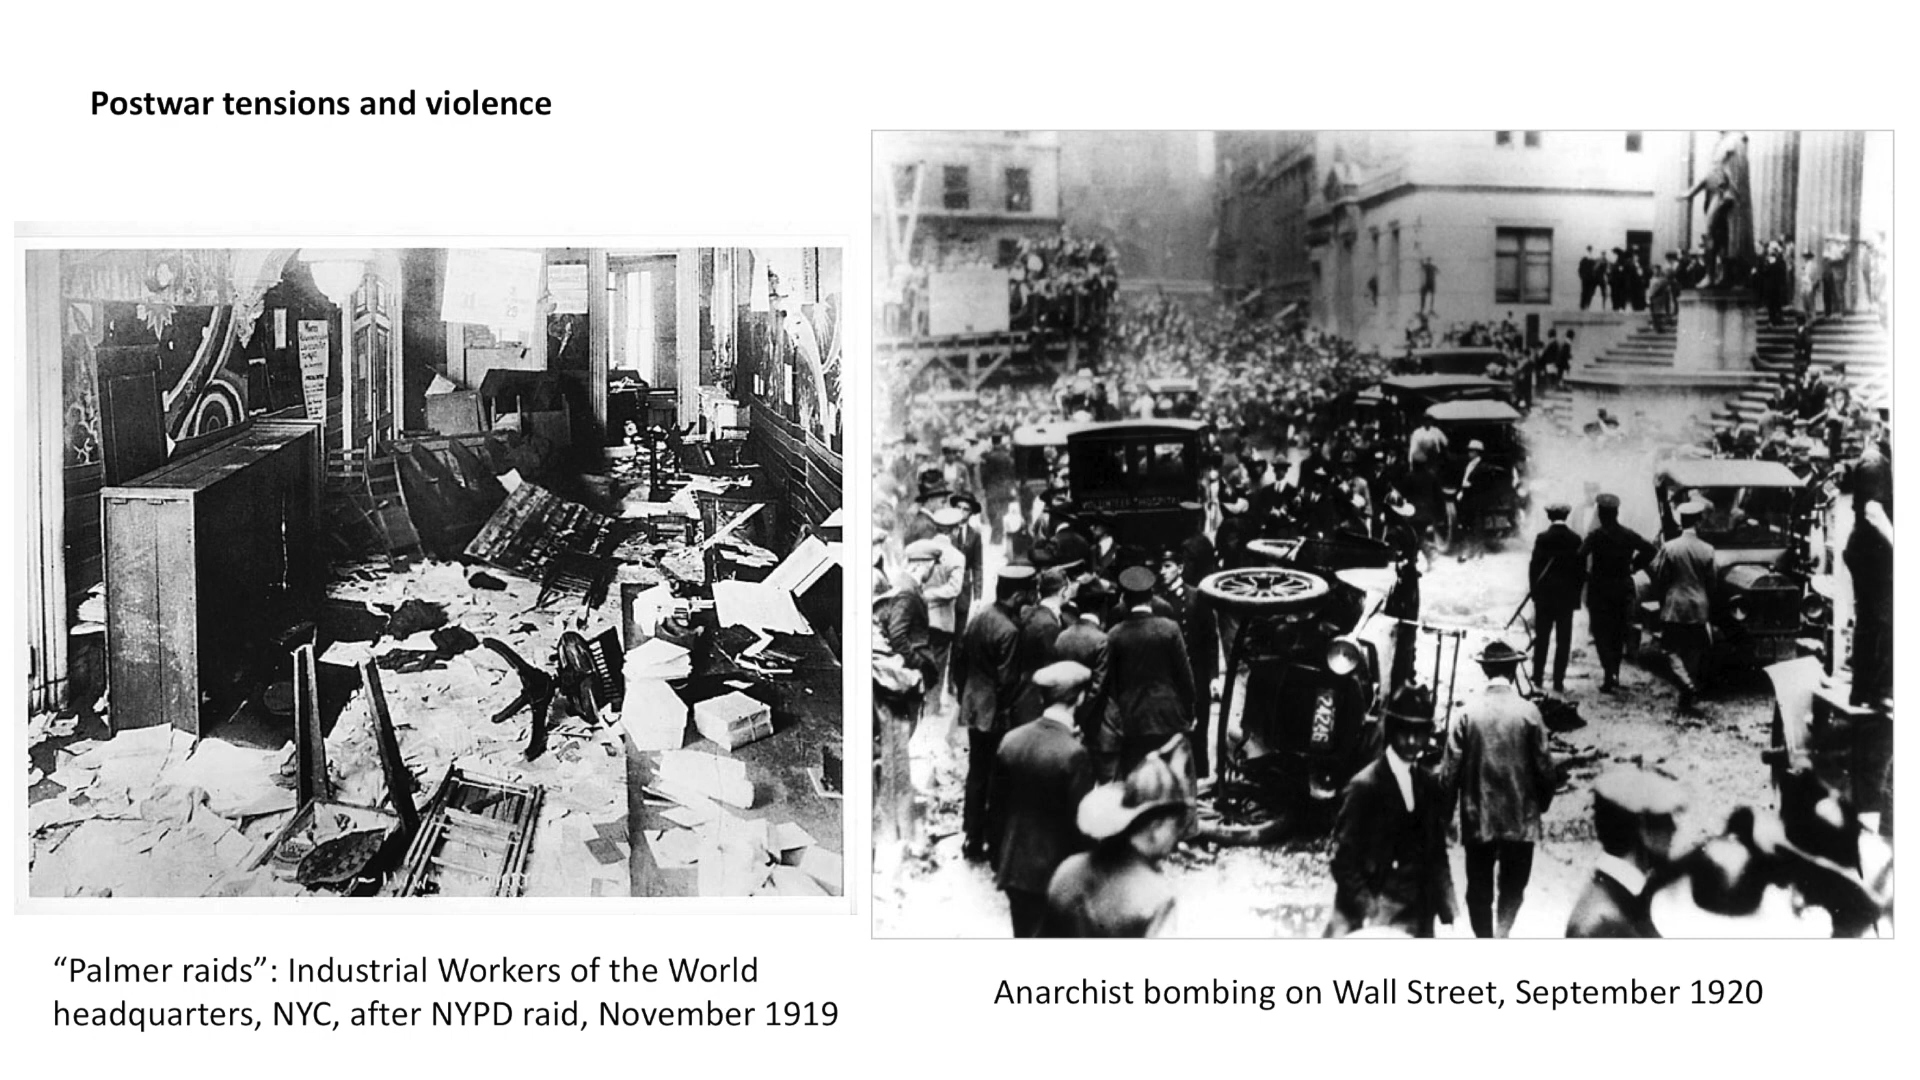 Postwar tensions and violence
“Palmer raids”: Industrial Workers of the World
headquarters, NYC, after NYPD raid, November 1919
Anarchist bombing on Wall Street, September 1920